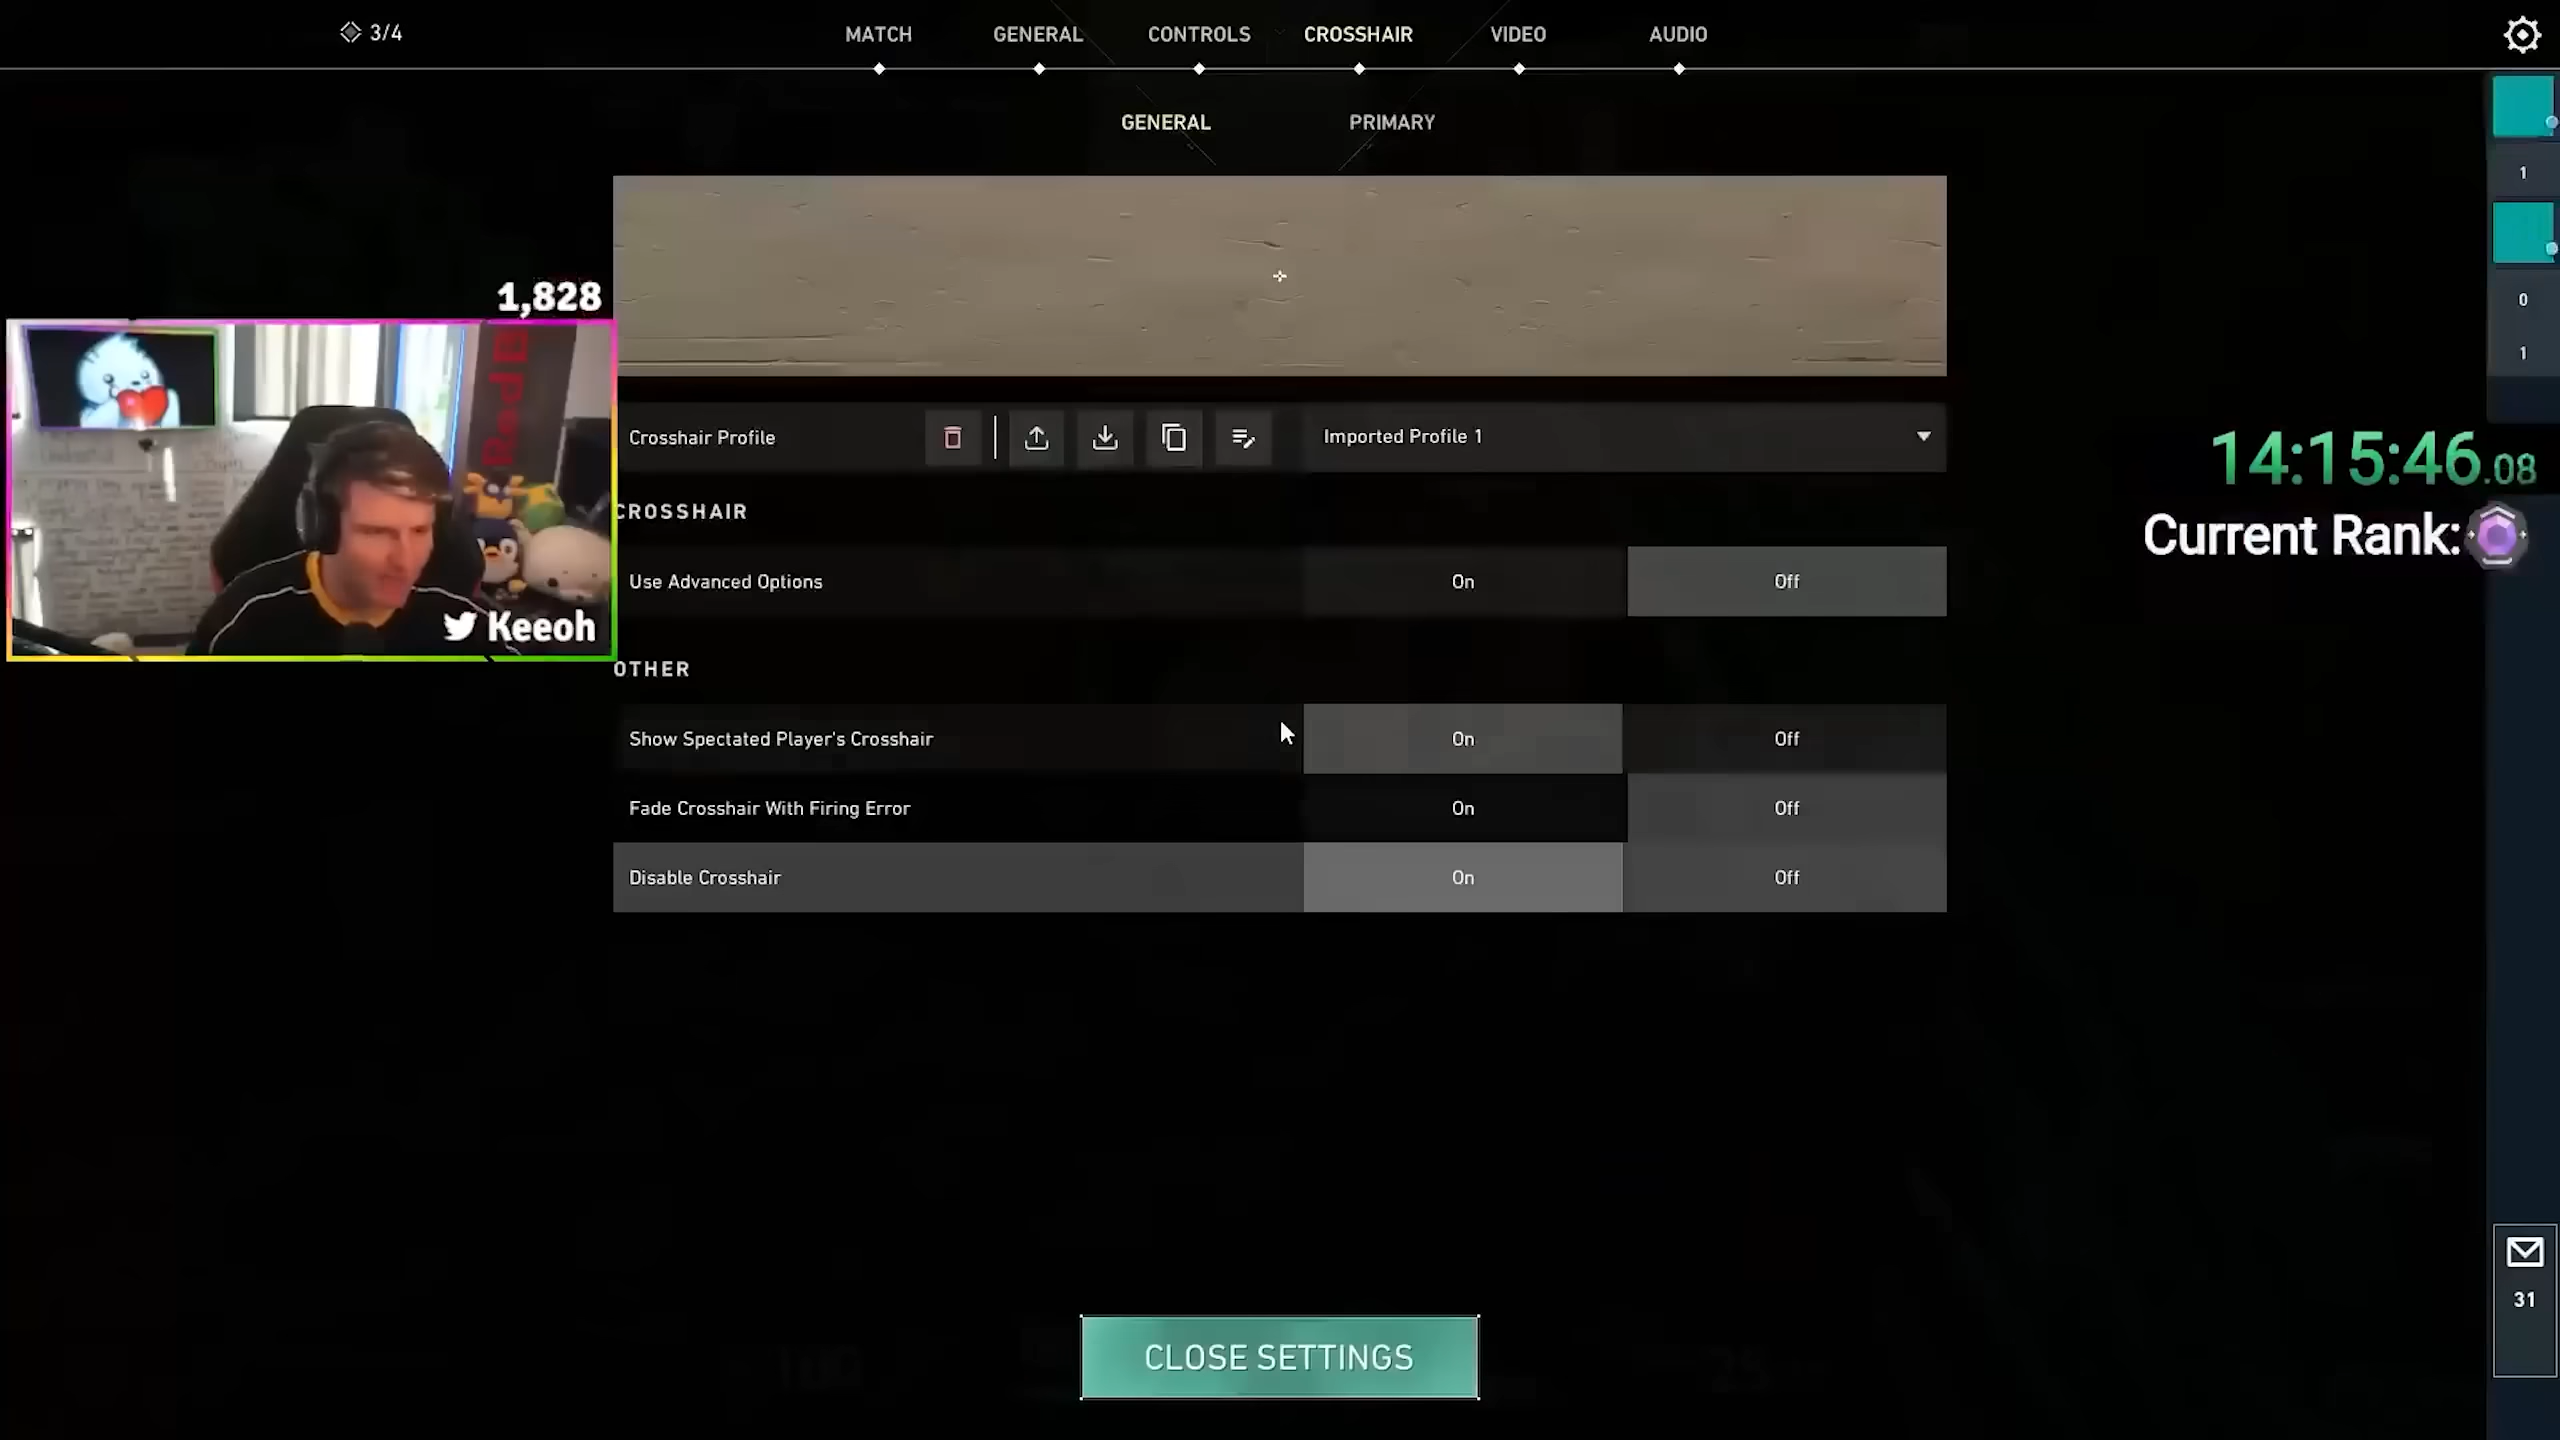 3/4
MATCH
GENERAL
CONTROLS
CROSSHAIR
VIDEO
AUDIO
GENERAL
PRIMARY
1
0
1
1,828
Red
Keeoh
Crosshair Profile
Imported Profile 1
14:15:46.08
Current Rank:
CROSSHAIR
Use Advanced Options
On
Off
OTHER
Show Spectated Player's Crosshair
On
Off
Fade Crosshair With Firing Error
On
Off
Disable Crosshair
On
Off
CLOSE SETTINGS
31